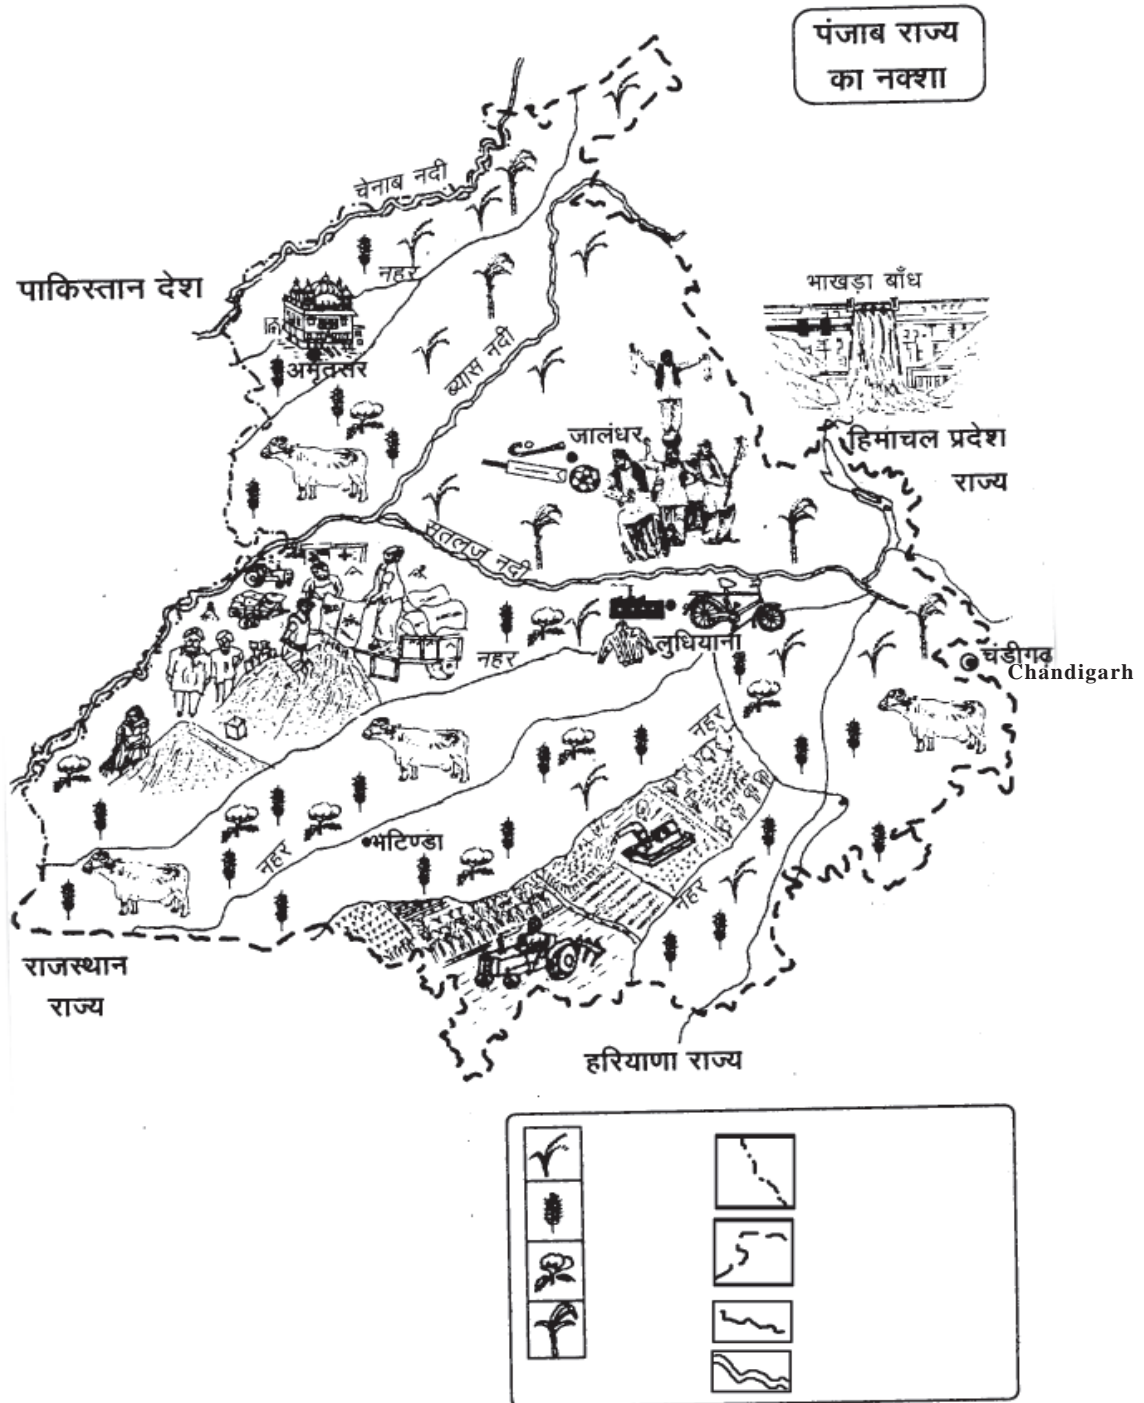 पंजाब राज्य
का नक्शा
चेनाब नदी
पाकिस्तान देश
नहर
अमृतसर
ब्यास नदी
भाखड़ा बाँध
जालंधर
हिमांचल प्रदेश
राज्य
सतलुज नदी
लुधियाना
नहर
चंडीगढ़
Chandigarh
नहर
भटिण्डा
नहर
नहर
राजस्थान
राज्य
हरियाणा राज्य